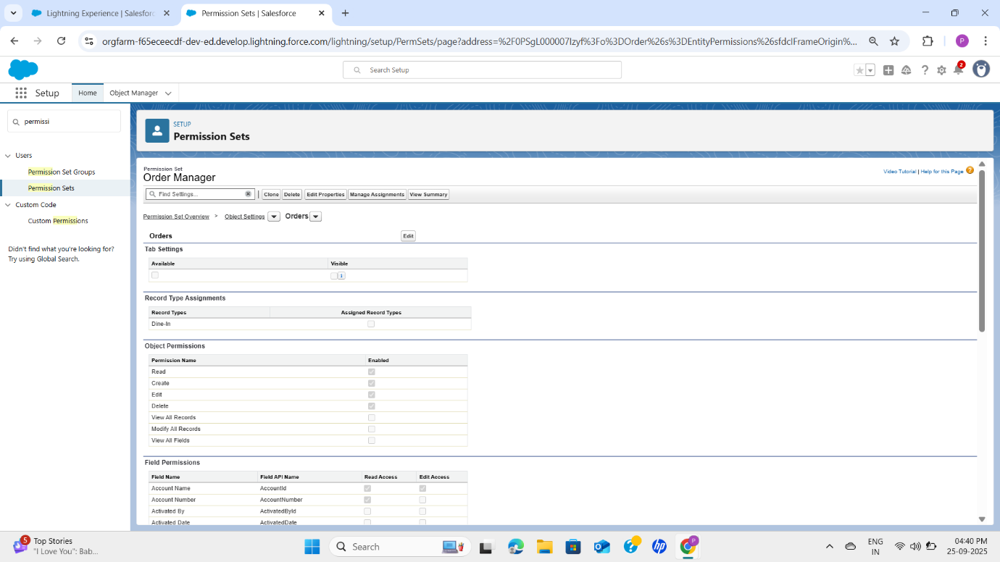 Lightning Experience | Salesforc
Permission Sets | Salesforce
orgfarm-f65eceecdf-dev-ed.develop.lightning.force.com/lightning/setup/PermSets/page?address=%2F0PSgL000007Izyf%3Fo%3DOrder%26s%3DEntityPermissions%26sfdcIFrameOrigin%...
P
Search Setup
2
Setup
Home
Object Manager
permissi
Users
Permission Set Groups
Permission Sets
Custom Code
Custom Permissions
Didn't find what you're looking for?
Try using Global Search.
SETUP
Permission Sets
Permission Set
Order Manager
Video Tutorial | Help for this Page
Find Settings...
Clone Delete Edit Properties Manage Assignments View Summary
Permission Set Overview > Object Settings Orders
Orders Edit
Tab Settings
Available Visible
i
Record Type Assignments
Record Types Assigned Record Types
Dine-In
Object Permissions
Permission Name Enabled
Read
Create
Edit
Delete
View All Records
Modify All Records
View All Fields
Field Permissions
Field Name Field API Name Read Access Edit Access
Account Name AccountId
Account Number AccountNumber
Activated By ActivatedById
Activated Date ActivatedDate
5
Top Stories
"I Love You": Bab...
Search
hp
P
ENG
IN
04:40 PM
25-09-2025